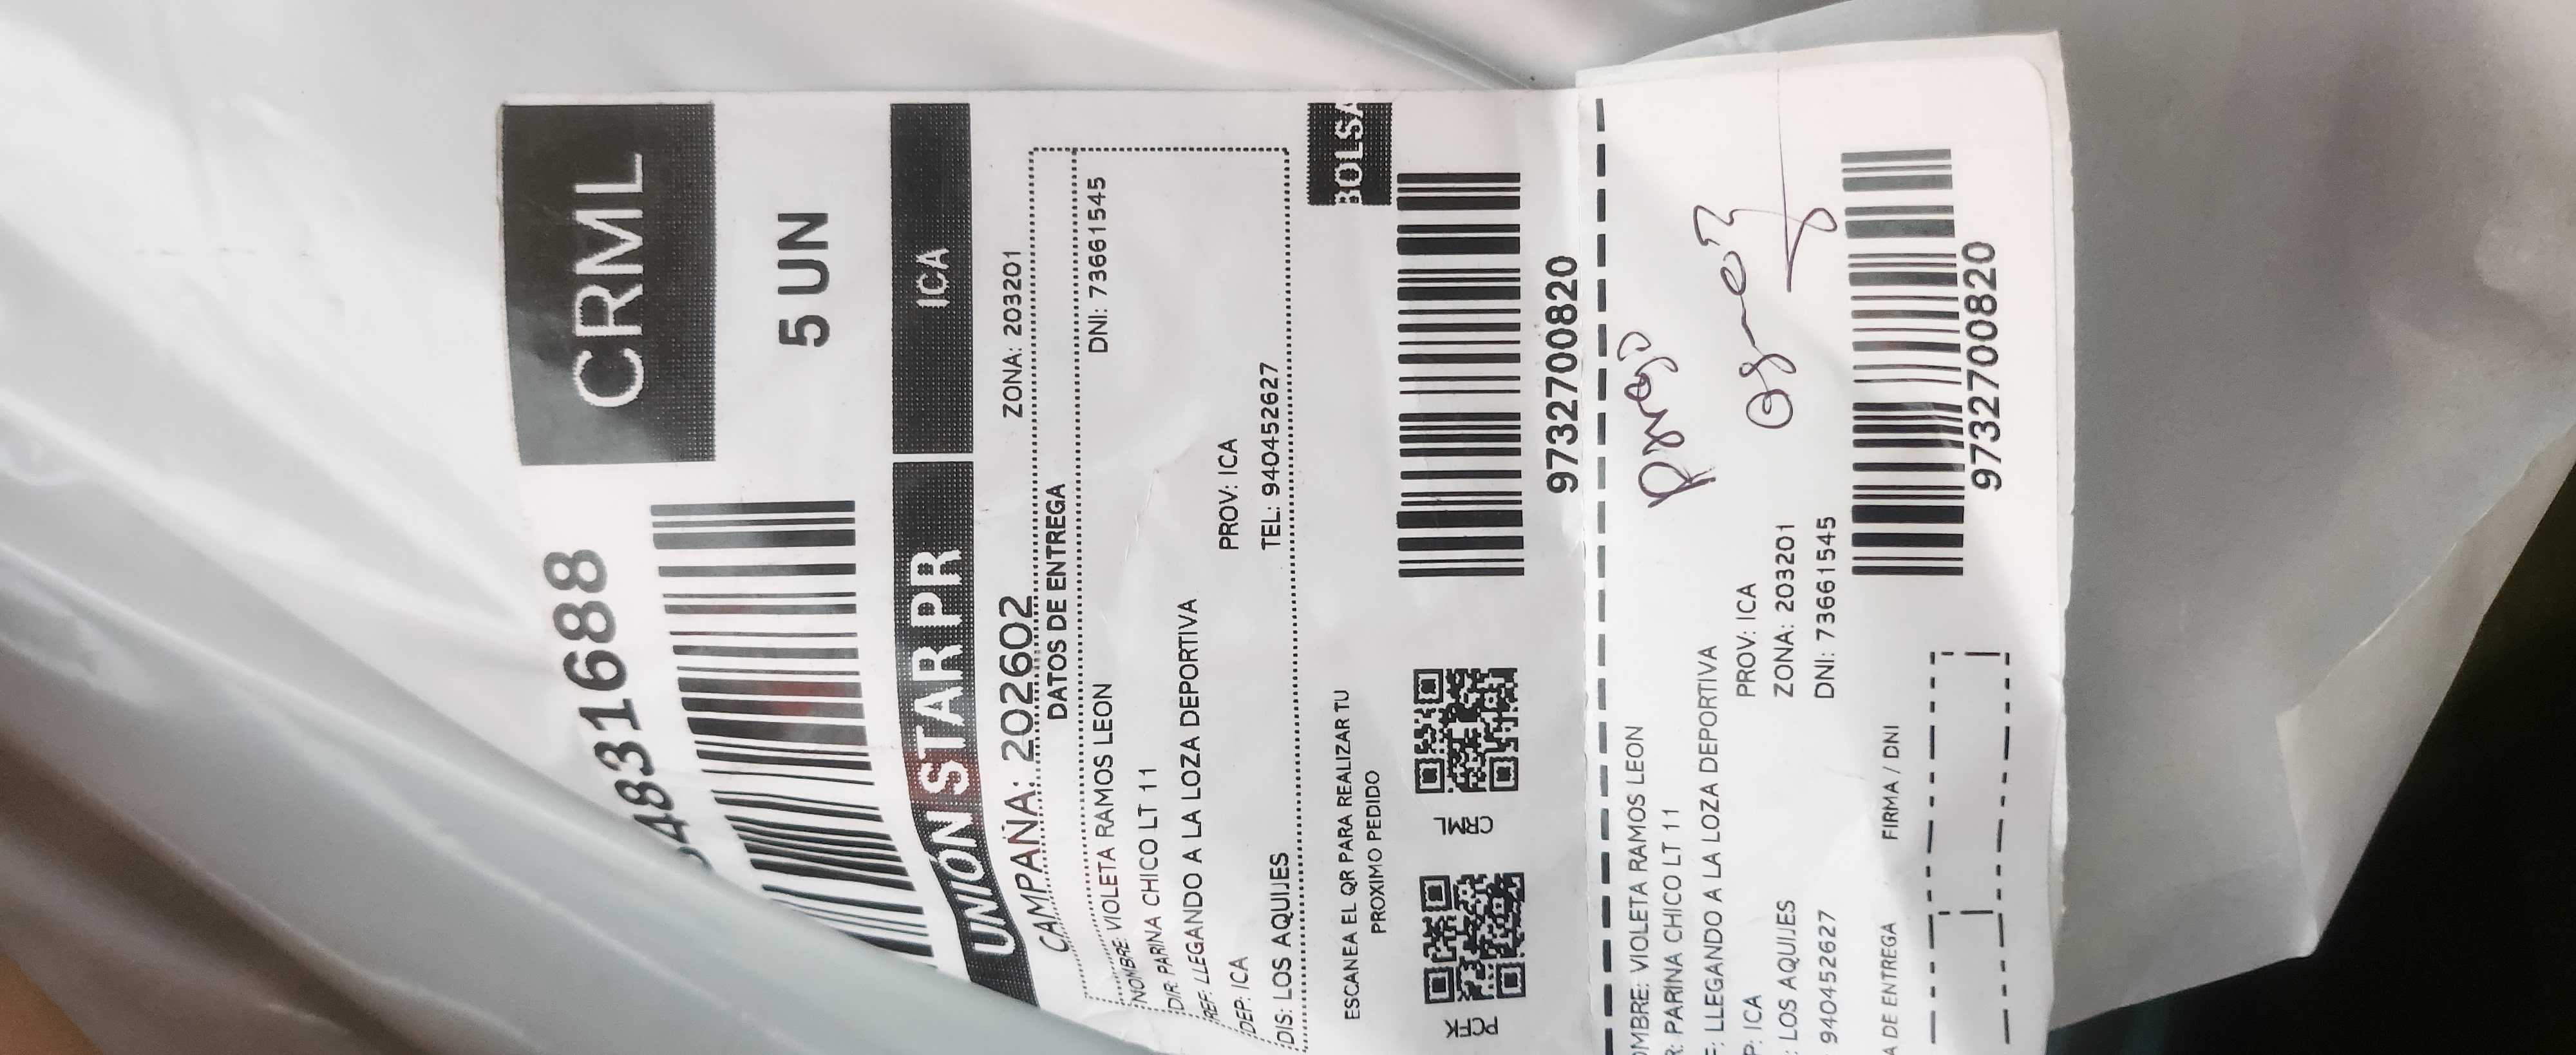 4831688
CRML
5 UN
UNIÓN STAR PR
ICA
CAMPAÑA: 202602
ZONA: 203201
DATOS DE ENTREGA
NOMBRE: VIOLETA RAMOS LEON
DNI: 73661545
DIR: PARINA CHICO LT 11
REF: LLEGANDO A LA LOZA DEPORTIVA
DEP: ICA
PROV: ICA
DIS: LOS AQUIJES
TEL: 940452627
ESCANEA EL QR PARA REALIZAR TU
PROXIMO PEDIDO
BOLSA
PCFK
CRML
9732700820
OMBRE: VIOLETA RAMOS LEON
R: PARINA CHICO LT 11
F: LLEGANDO A LA LOZA DEPORTIVA
P: ICA
PROV: ICA
: LOS AQUIJES
ZONA: 203201
940452627
DNI: 73661545
A DE ENTREGA
FIRMA / DNI
9732700820